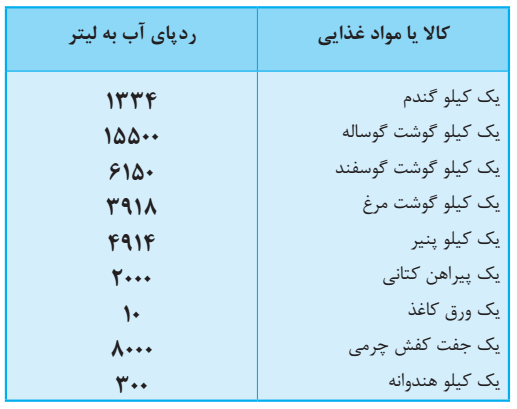 کالا یا مواد غذایی ردپای آب به لیتر
یک کیلو گندم ۱۳۳۴
یک کیلو گوشت گوساله ۱۵۵۰۰
یک کیلو گوشت گوسفند ۶۱۵۰
یک کیلو گوشت مرغ ۳۹۱۸
یک کیلو پنیر ۴۹۱۴
یک پیراهن کتانی ۲۰۰۰
یک ورق کاغذ ۱۰
یک جفت کفش چرمی ۸۰۰۰
یک کیلو هندوانه ۳۰۰